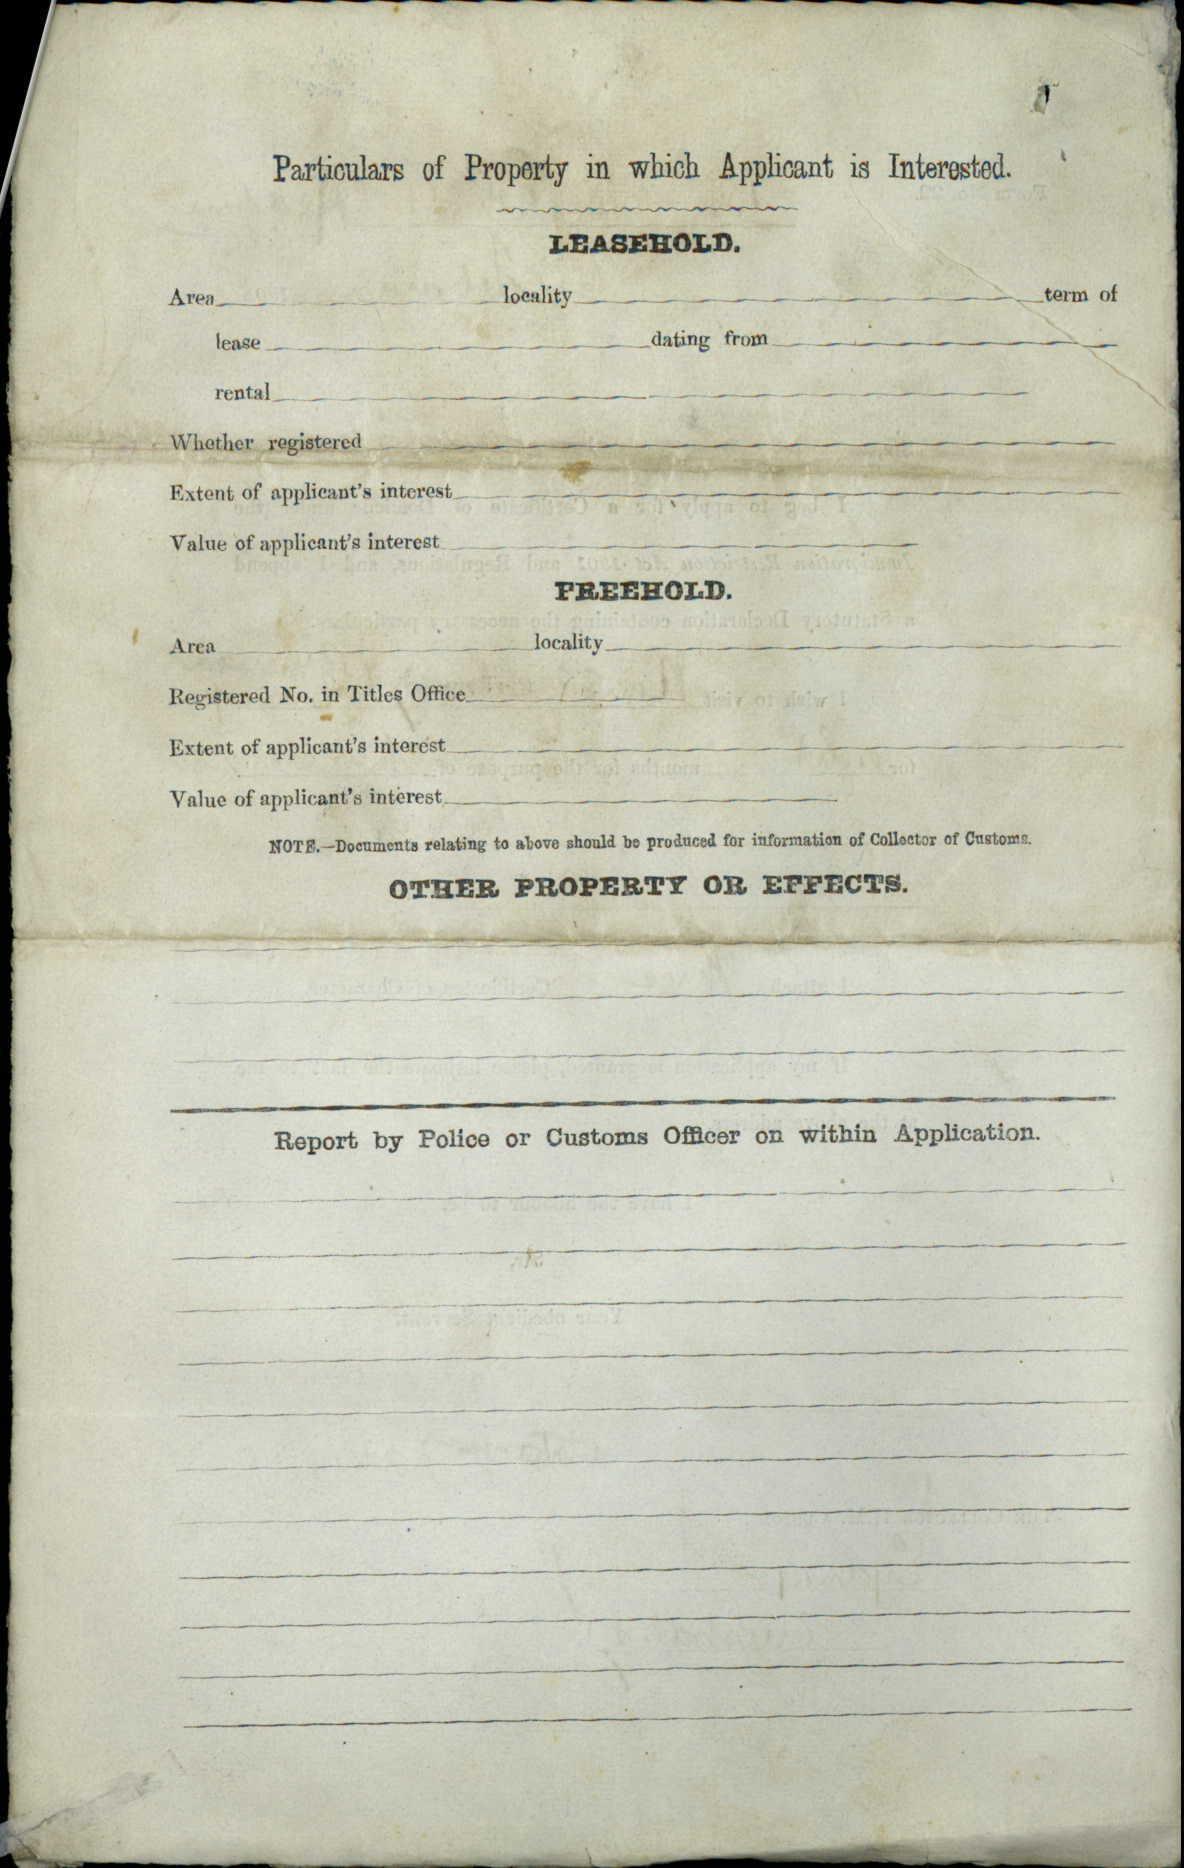 Particulars of Property in which Applicant is Interested.
LEASEHOLD.
Area locality term of
lease dating from
rental
Whether registered
Extent of applicant's interest
Value of applicant's interest
FREEHOLD.
Area locality
Registered No. in Titles Office
Extent of applicant's interest
Value of applicant's interest
NOTE.—Documents relating to above should be produced for information of Collector of Customs.
OTHER PROPERTY OR EFFECTS.
Report by Police or Customs Officer on within Application.